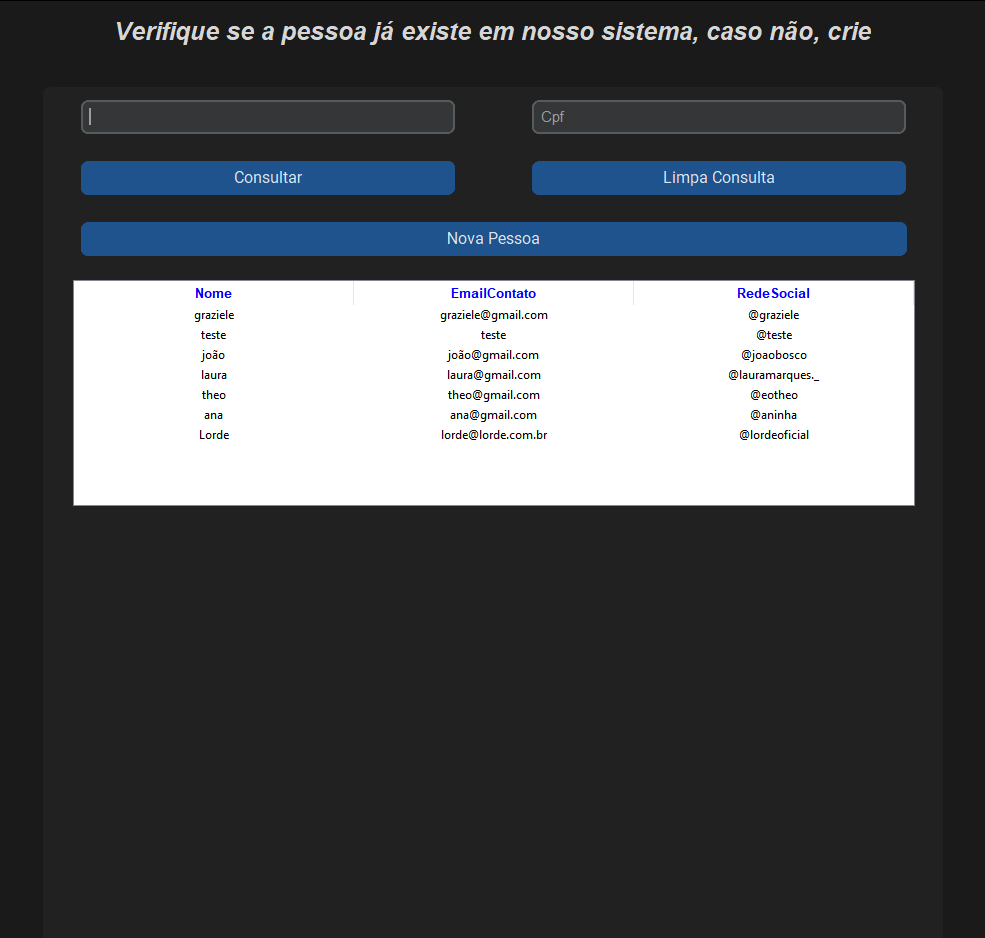 Verifique se a pessoa já existe em nosso sistema, caso não, crie
Cpf
Consultar Limpa Consulta
Nova Pessoa
Nome EmailContato RedeSocial
graziele graziele@gmail.com @graziele
teste teste @teste
joão joão@gmail.com @joaobosco
laura laura@gmail.com @lauramarques._
theo theo@gmail.com @eotheo
ana ana@gmail.com @aninha
Lorde lorde@lorde.com.br @lordeoficial